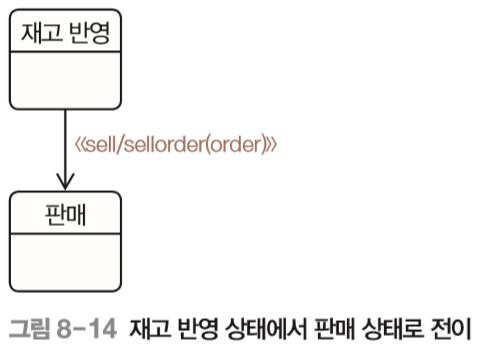 재고 반영
《sell/sellorder(order)》
판매
그림 8-14 재고 반영 상태에서 판매 상태로 전이